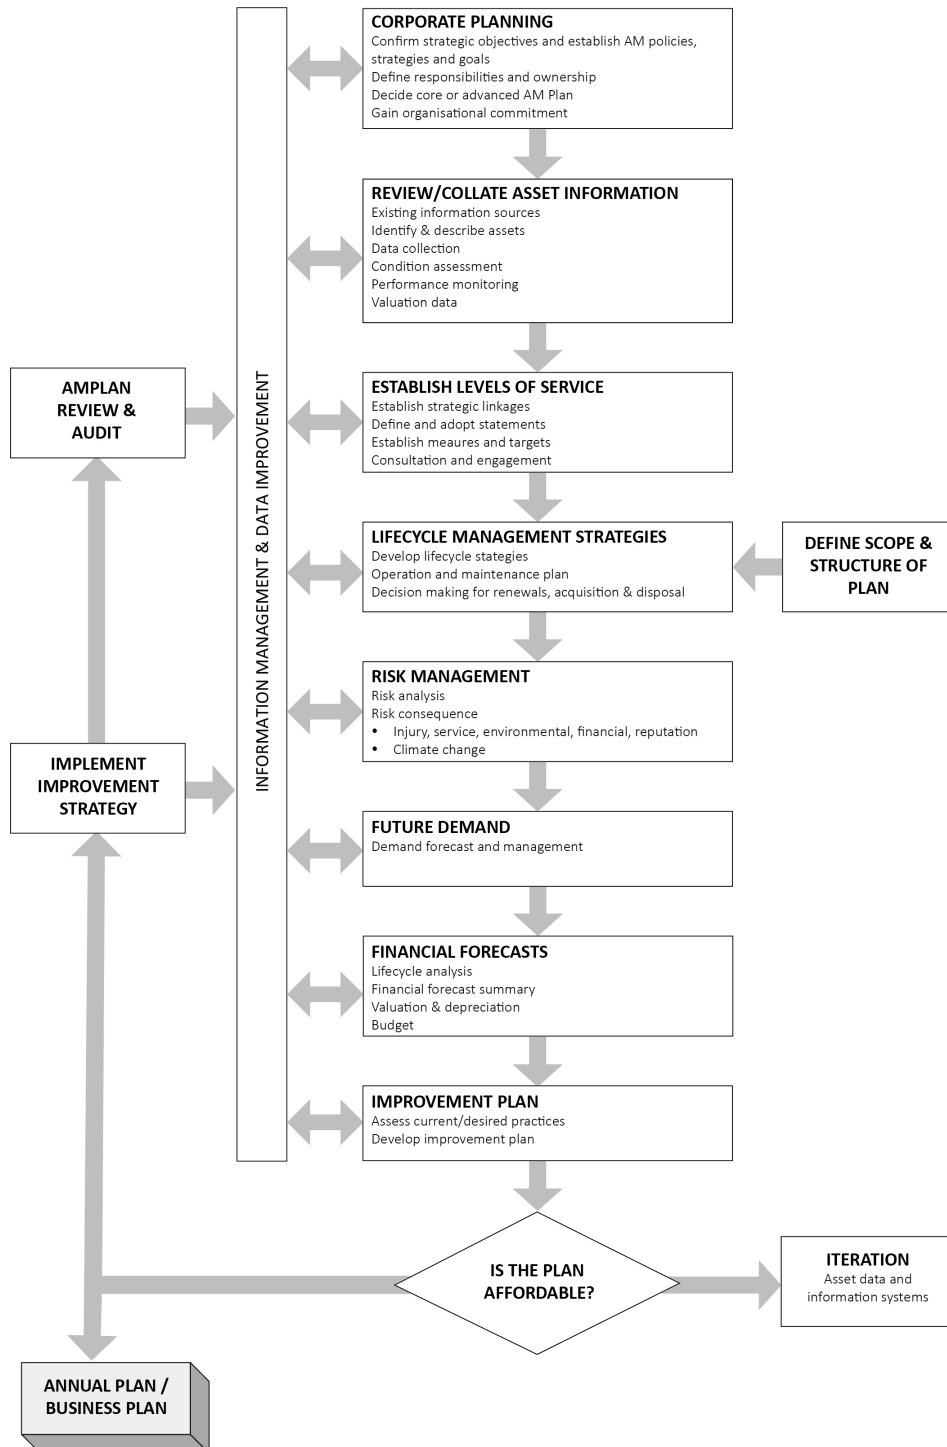 CORPORATE PLANNING
Confirm strategic objectives and establish AM policies,
strategies and goals
Define responsibilities and ownership
Decide core or advanced AM Plan
Gain organisational commitment
REVIEW/COLLATE ASSET INFORMATION
Existing information sources
Identify & describe assets
Data collection
Condition assessment
Performance monitoring
Valuation data
AMPLAN
REVIEW &
AUDIT
INFORMATION MANAGEMENT & DATA IMPROVEMENT
ESTABLISH LEVELS OF SERVICE
Establish strategic linkages
Define and adopt statements
Establish meaures and targets
Consultation and engagement
LIFECYCLE MANAGEMENT STRATEGIES
Develop lifecycle stategies
Operation and maintenance plan
Decision making for renewals, acquisition & disposal
DEFINE SCOPE &
STRUCTURE OF
PLAN
RISK MANAGEMENT
Risk analysis
Risk consequence
• Injury, service, environmental, financial, reputation
• Climate change
IMPLEMENT
IMPROVEMENT
STRATEGY
FUTURE DEMAND
Demand forecast and management
FINANCIAL FORECASTS
Lifecycle analysis
Financial forecast summary
Valuation & depreciation
Budget
IMPROVEMENT PLAN
Assess current/desired practices
Develop improvement plan
IS THE PLAN
AFFORDABLE?
ITERATION
Asset data and
information systems
ANNUAL PLAN /
BUSINESS PLAN